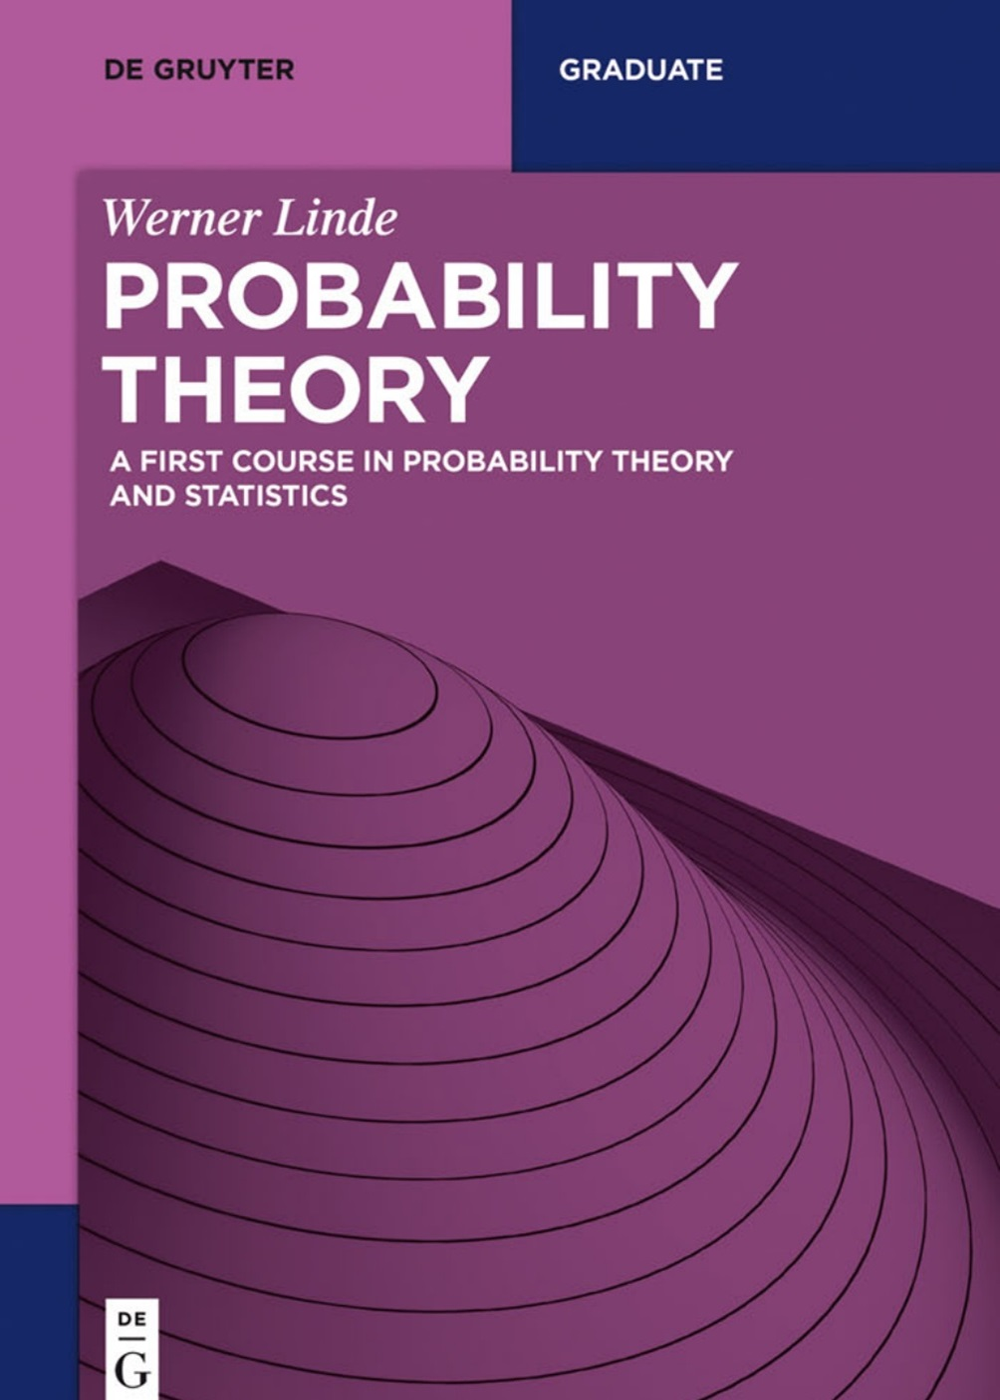 DE GRUYTER
GRADUATE
Werner Linde
PROBABILITY
THEORY
A FIRST COURSE IN PROBABILITY THEORY
AND STATISTICS
DE
G